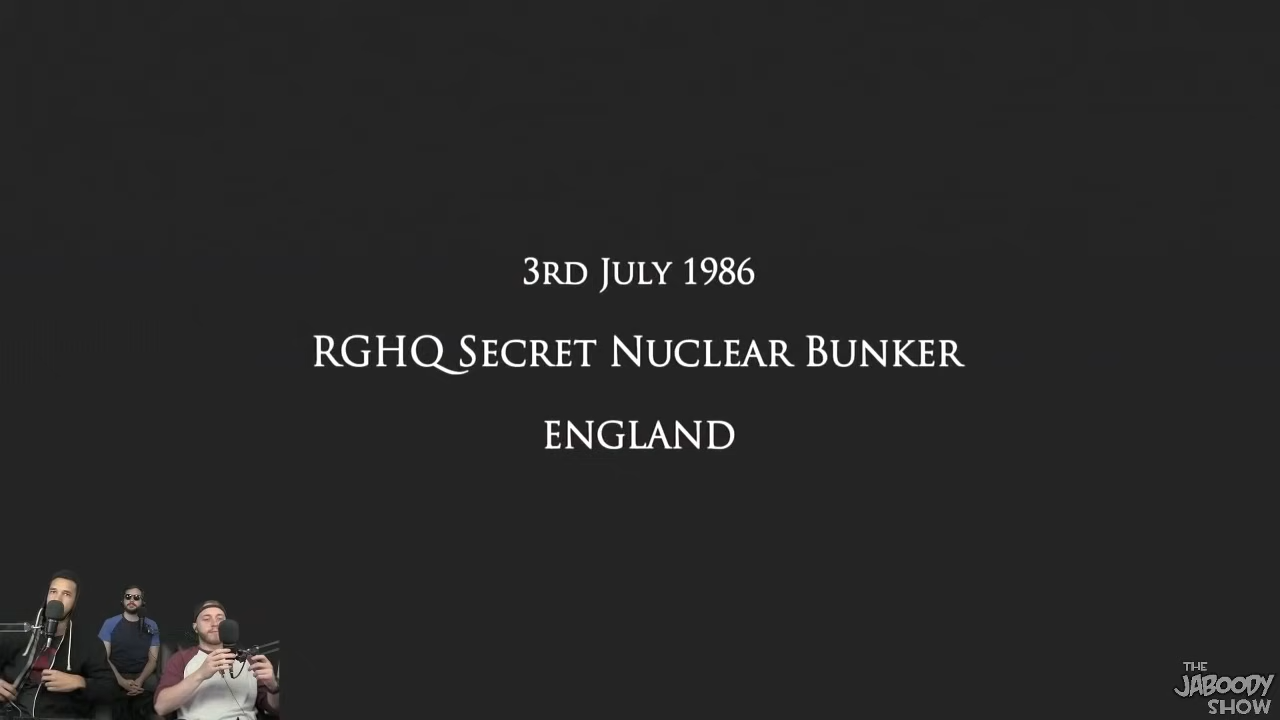 3RD JULY 1986
RGHQ SECRET NUCLEAR BUNKER
ENGLAND
THE
JABOODY
SHOW